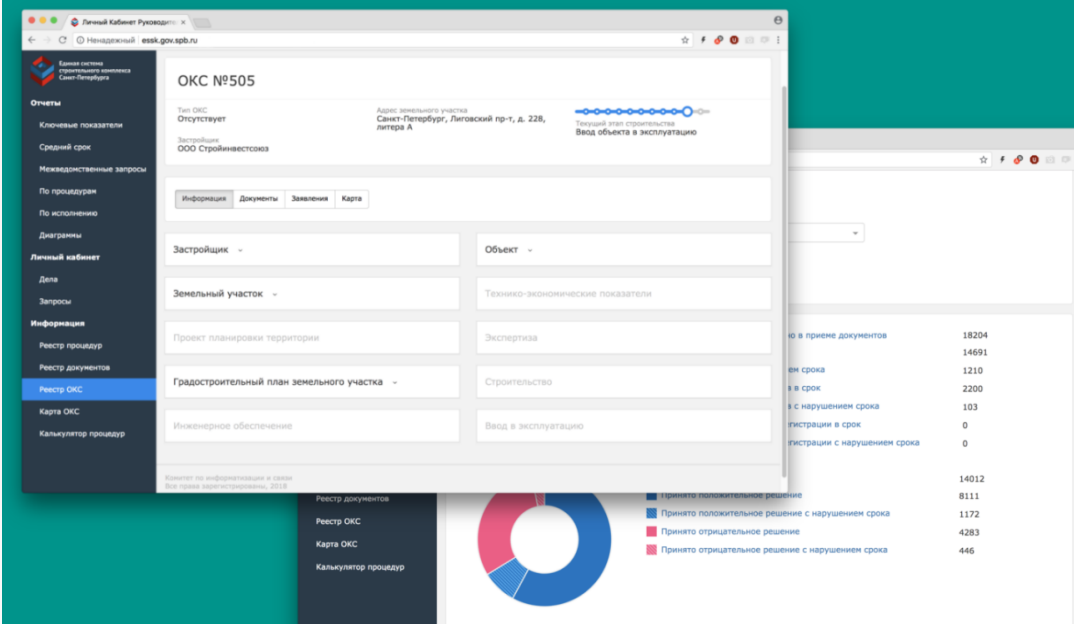 Личный Кабинет Руководите
Ненадежный essk.gov.spb.ru
Единая система
строительного комплекса
Санкт-Петербурга
Отчеты
Ключевые показатели
Средний срок
Межведомственные запросы
По процедурам
По исполнению
Диаграммы
Личный кабинет
Дела
Запросы
Информация
Реестр процедур
Реестр документов
Реестр ОКС
Карта ОКС
Калькулятор процедур
ОКС №505
Тип ОКС
Отсутствует
Застройщик
ООО Стройинвестсоюз
Адрес земельного участка
Санкт-Петербург, Лиговский пр-т, д. 228,
литера А
Текущий этап строительства
Ввод объекта в эксплуатацию
Информация Документы Заявления Карта
Застройщик
Объект
Земельный участок
Технико-экономические показатели
Проект планировки территории
Экспертиза
Градостроительный план земельного участка
Строительство
Инженерное обеспечение
Ввод в эксплуатацию
Комитет по информатизации и связи
Все права зарегистрированы, 2018
о в приеме документов 18204
14691
ем срока 1210
в срок 2200
с нарушением срока 103
гистрации в срок 0
гистрации с нарушением срока 0
14012
Принято положительное решение 8111
Принято положительное решение с нарушением срока 1172
Принято отрицательное решение 4283
Принято отрицательное решение с нарушением срока 446
Реестр документов
Реестр ОКС
Карта ОКС
Калькулятор процедур